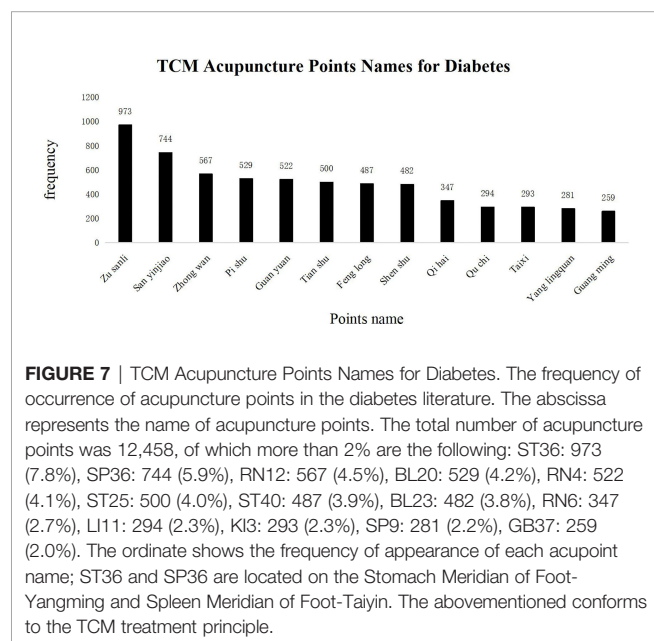 TCM Acupuncture Points Names for Diabetes
frequency
1200
1000
800
600
400
200
0
973
744
567
529
522
500
487
482
347
294
293
281
259
Zu sanli
San yinjiao
Zhong wan
Pi shu
Guan yuan
Tian shu
Feng long
Shen shu
Qi hai
Qu chi
Taixi
Yang lingquan
Guang ming
Points name
FIGURE 7 | TCM Acupuncture Points Names for Diabetes. The frequency of
occurrence of acupuncture points in the diabetes literature. The abscissa
represents the name of acupuncture points. The total number of acupuncture
points was 12,458, of which more than 2% are the following: ST36: 973
(7.8%), SP36: 744 (5.9%), RN12: 567 (4.5%), BL20: 529 (4.2%), RN4: 522
(4.1%), ST25: 500 (4.0%), ST40: 487 (3.9%), BL23: 482 (3.8%), RN6: 347
(2.7%), LI11: 294 (2.3%), KI3: 293 (2.3%), SP9: 281 (2.2%), GB37: 259
(2.0%). The ordinate shows the frequency of appearance of each acupoint
name; ST36 and SP36 are located on the Stomach Meridian of Foot-
Yangming and Spleen Meridian of Foot-Taiyin. The abovementioned conforms
to the TCM treatment principle.